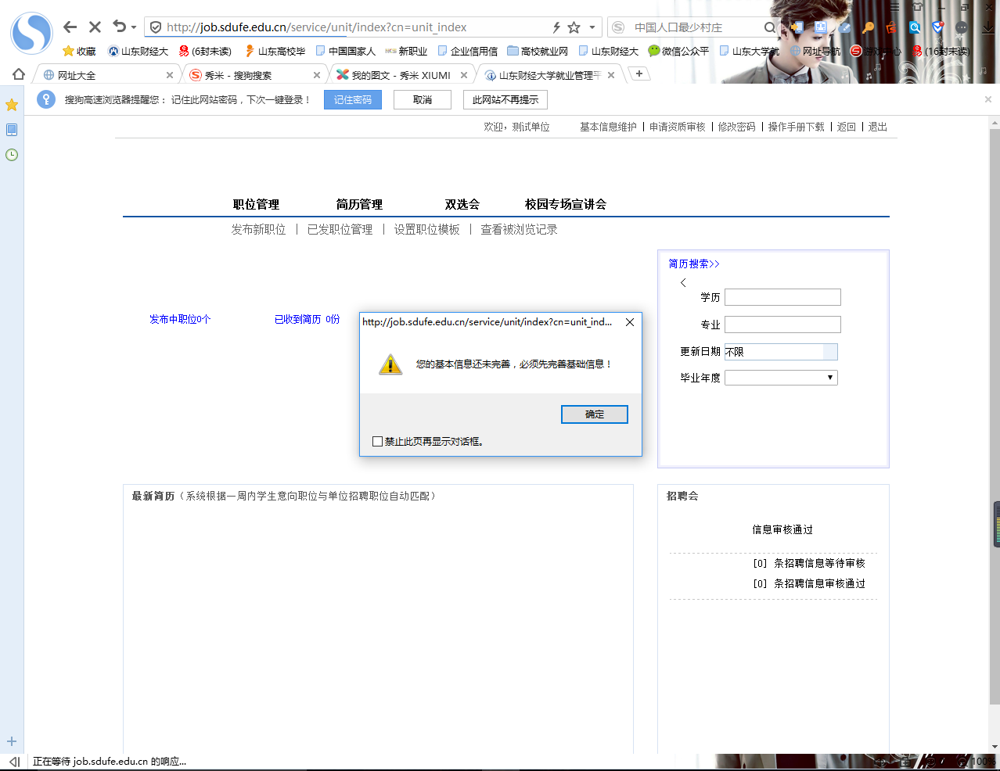 http://job.sdufe.edu.cn/service/unit/index?cn=unit_index
中国人口最少村庄
收藏
山东财经大
(6封未读)
山东高校毕
中国国家人
新职业
企业信用信
高校就业网
山东财经大
微信公众平
山东大学就
网址导航
(16封未读)
网址大全
秀米 - 搜狗搜索
我的图文 - 秀米 XIUMI
山东财经大学就业管理平
搜狗高速浏览器提醒您：记住此网站密码，下次一键登录！
记住密码
取消
此网站不再提示
欢迎，测试单位
基本信息维护 | 申请资质审核 | 修改密码 | 操作手册下载 | 返回 | 退出
职位管理
简历管理
双选会
校园专场宣讲会
发布新职位 | 已发职位管理 | 设置职位模板 | 查看被浏览记录
简历搜索>>
<
学历
专业
更新日期 不限
毕业年度
发布中职位0个
已收到简历 0份
http://job.sdufe.edu.cn/service/unit/index?cn=unit_ind...
您的基本信息还未完善，必须先完善基础信息！
确定
禁止此页再显示对话框。
最新简历（系统根据一周内学生意向职位与单位招聘职位自动匹配）
招聘会
信息审核通过
[0] 条招聘信息等待审核
[0] 条招聘信息审核通过
正在等待 job.sdufe.edu.cn 的响应...
100%